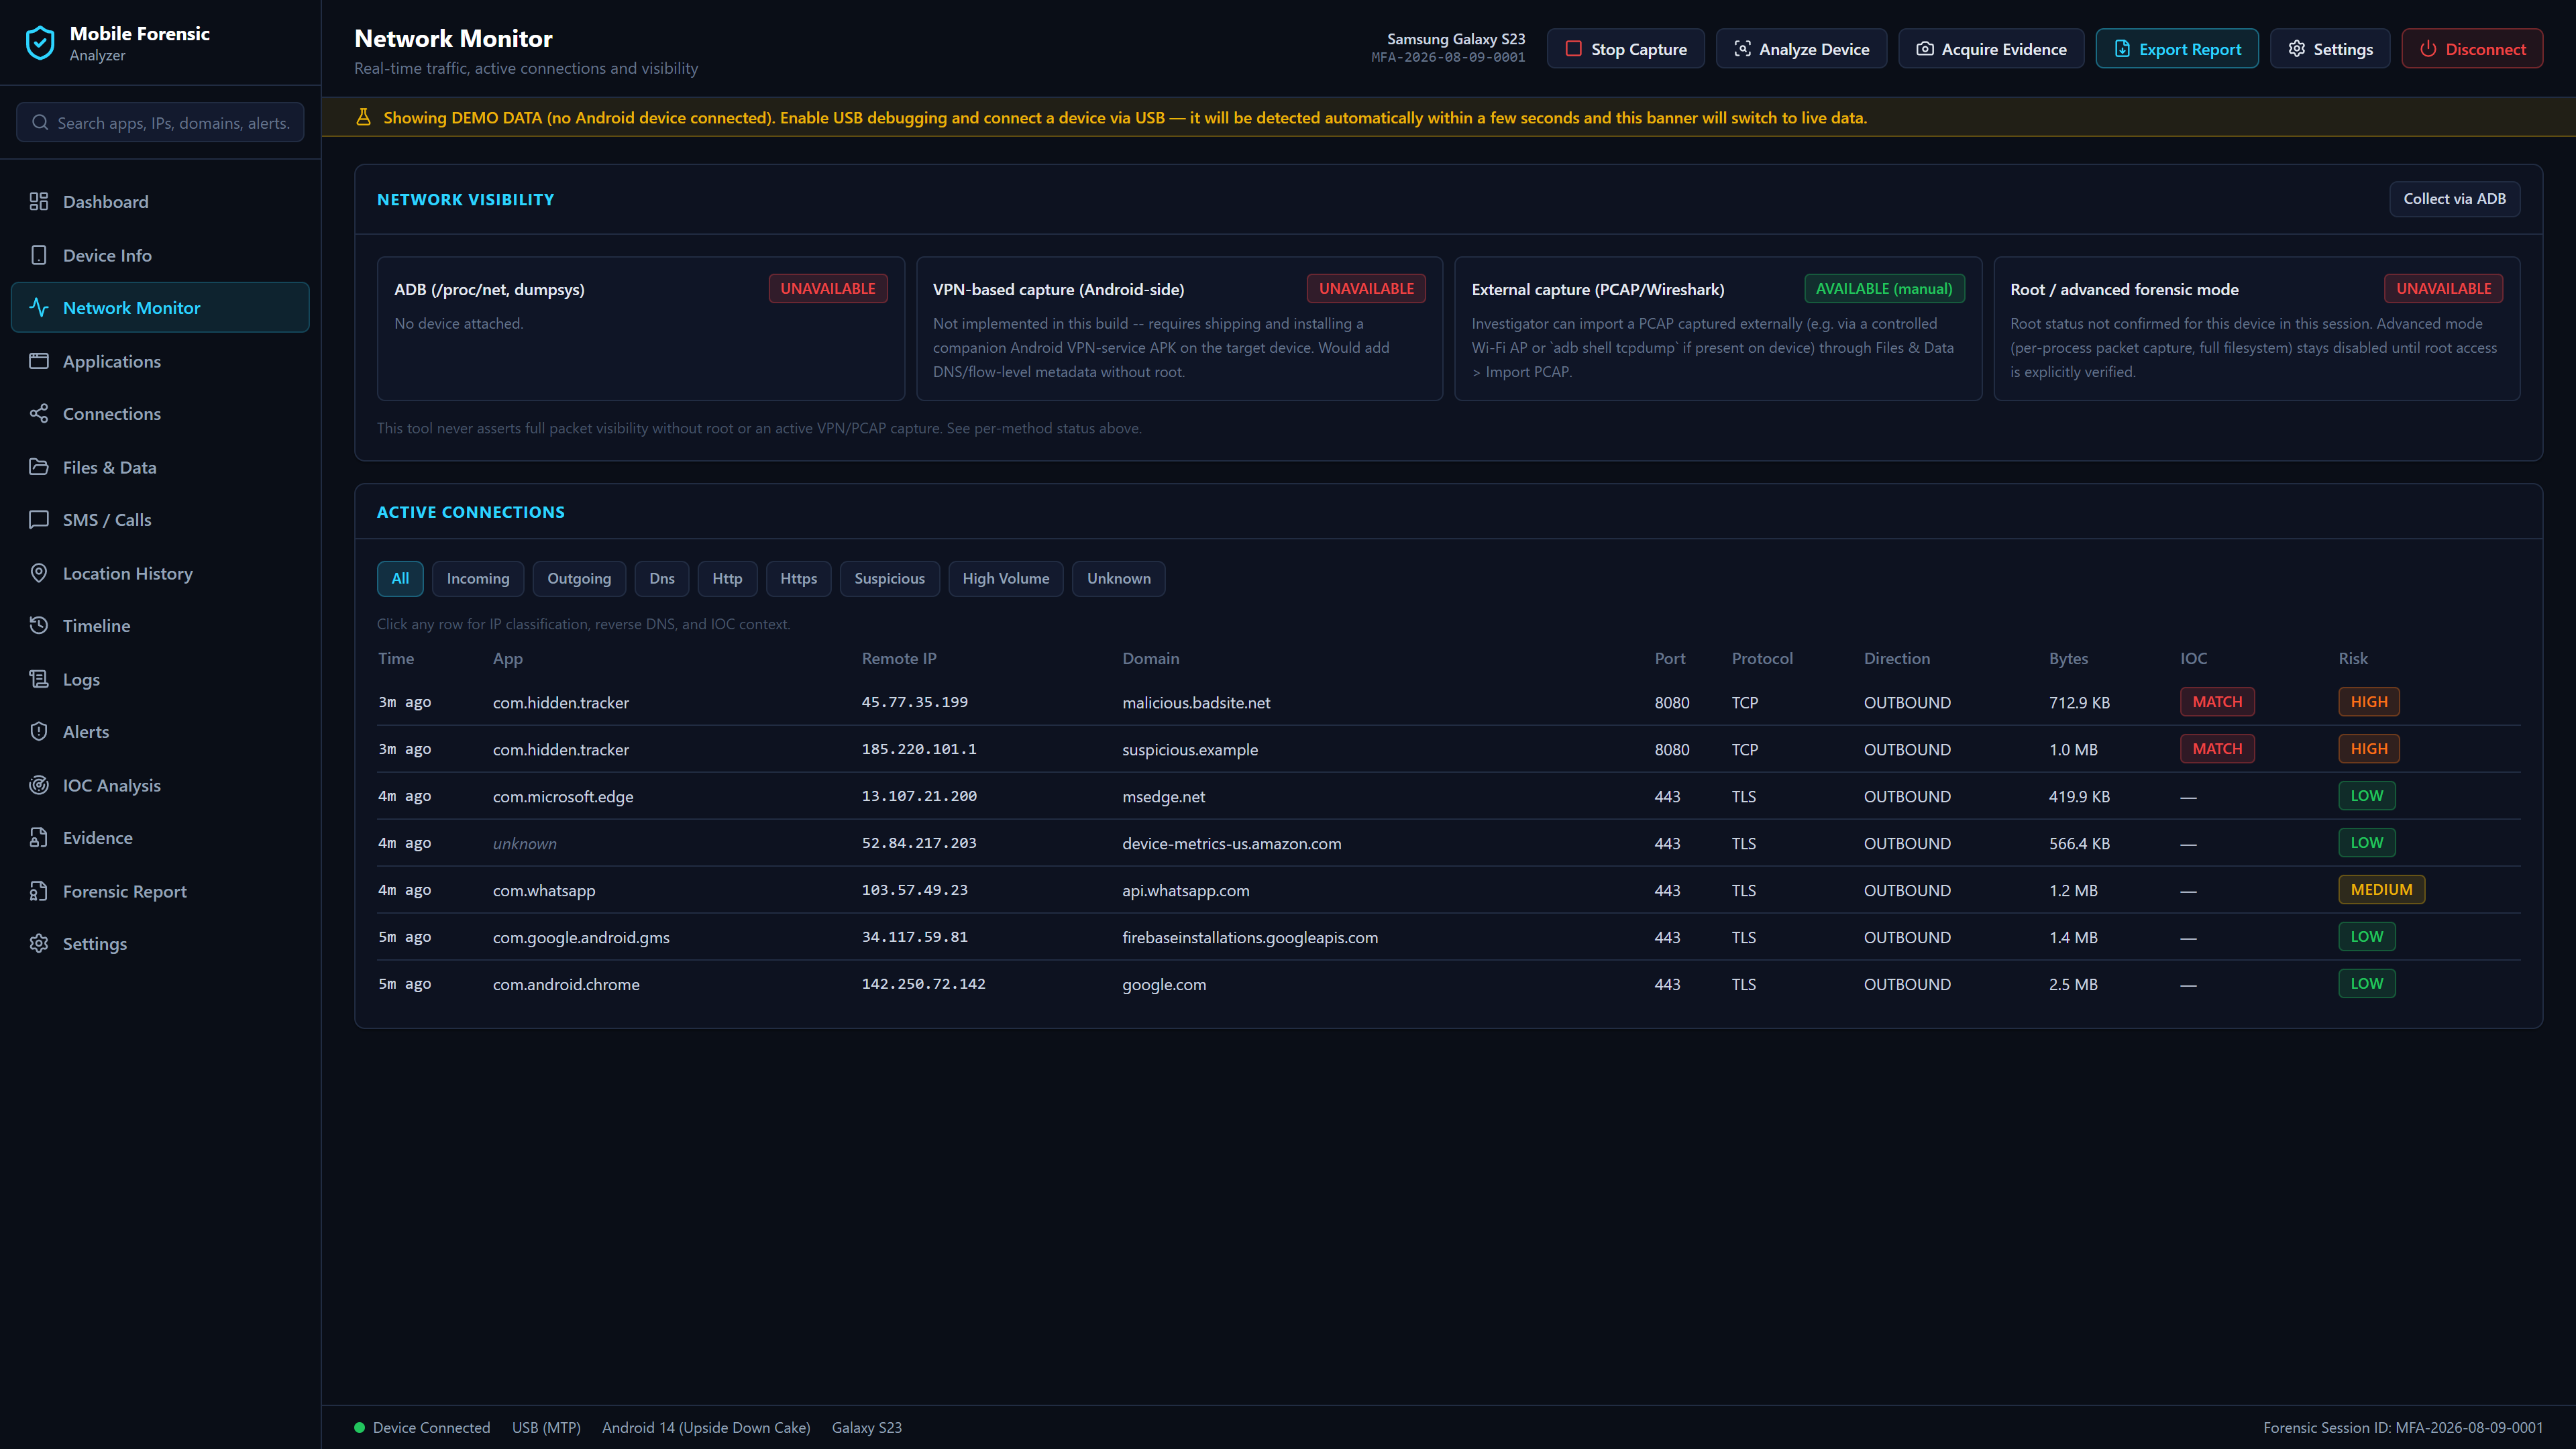 Mobile Forensic
Analyzer
Search apps, IPs, domains, alerts.
Dashboard
Device Info
Network Monitor
Applications
Connections
Files & Data
SMS / Calls
Location History
Timeline
Logs
Alerts
IOC Analysis
Evidence
Forensic Report
Settings
Network Monitor
Real-time traffic, active connections and visibility
Samsung Galaxy S23
MFA-2026-08-09-0001
Stop Capture
Analyze Device
Acquire Evidence
Export Report
Settings
Disconnect
Showing DEMO DATA (no Android device connected). Enable USB debugging and connect a device via USB — it will be detected automatically within a few seconds and this banner will switch to live data.
NETWORK VISIBILITY
Collect via ADB
ADB (/proc/net, dumpsys) UNAVAILABLE
No device attached.
VPN-based capture (Android-side) UNAVAILABLE
Not implemented in this build -- requires shipping and installing a
companion Android VPN-service APK on the target device. Would add
DNS/flow-level metadata without root.
External capture (PCAP/Wireshark) AVAILABLE (manual)
Investigator can import a PCAP captured externally (e.g. via a controlled
Wi-Fi AP or `adb shell tcpdump` if present on device) through Files & Data
> Import PCAP.
Root / advanced forensic mode UNAVAILABLE
Root status not confirmed for this device in this session. Advanced mode
(per-process packet capture, full filesystem) stays disabled until root access
is explicitly verified.
This tool never asserts full packet visibility without root or an active VPN/PCAP capture. See per-method status above.
ACTIVE CONNECTIONS
All Incoming Outgoing Dns Http Https Suspicious High Volume Unknown
Click any row for IP classification, reverse DNS, and IOC context.
Time App Remote IP Domain Port Protocol Direction Bytes IOC Risk
3m ago com.hidden.tracker 45.77.35.199 malicious.badsite.net 8080 TCP OUTBOUND 712.9 KB MATCH HIGH
3m ago com.hidden.tracker 185.220.101.1 suspicious.example 8080 TCP OUTBOUND 1.0 MB MATCH HIGH
4m ago com.microsoft.edge 13.107.21.200 msedge.net 443 TLS OUTBOUND 419.9 KB — LOW
4m ago unknown 52.84.217.203 device-metrics-us.amazon.com 443 TLS OUTBOUND 566.4 KB — LOW
4m ago com.whatsapp 103.57.49.23 api.whatsapp.com 443 TLS OUTBOUND 1.2 MB — MEDIUM
5m ago com.google.android.gms 34.117.59.81 firebaseinstallations.googleapis.com 443 TLS OUTBOUND 1.4 MB — LOW
5m ago com.android.chrome 142.250.72.142 google.com 443 TLS OUTBOUND 2.5 MB — LOW
Device Connected USB (MTP) Android 14 (Upside Down Cake) Galaxy S23
Forensic Session ID: MFA-2026-08-09-0001